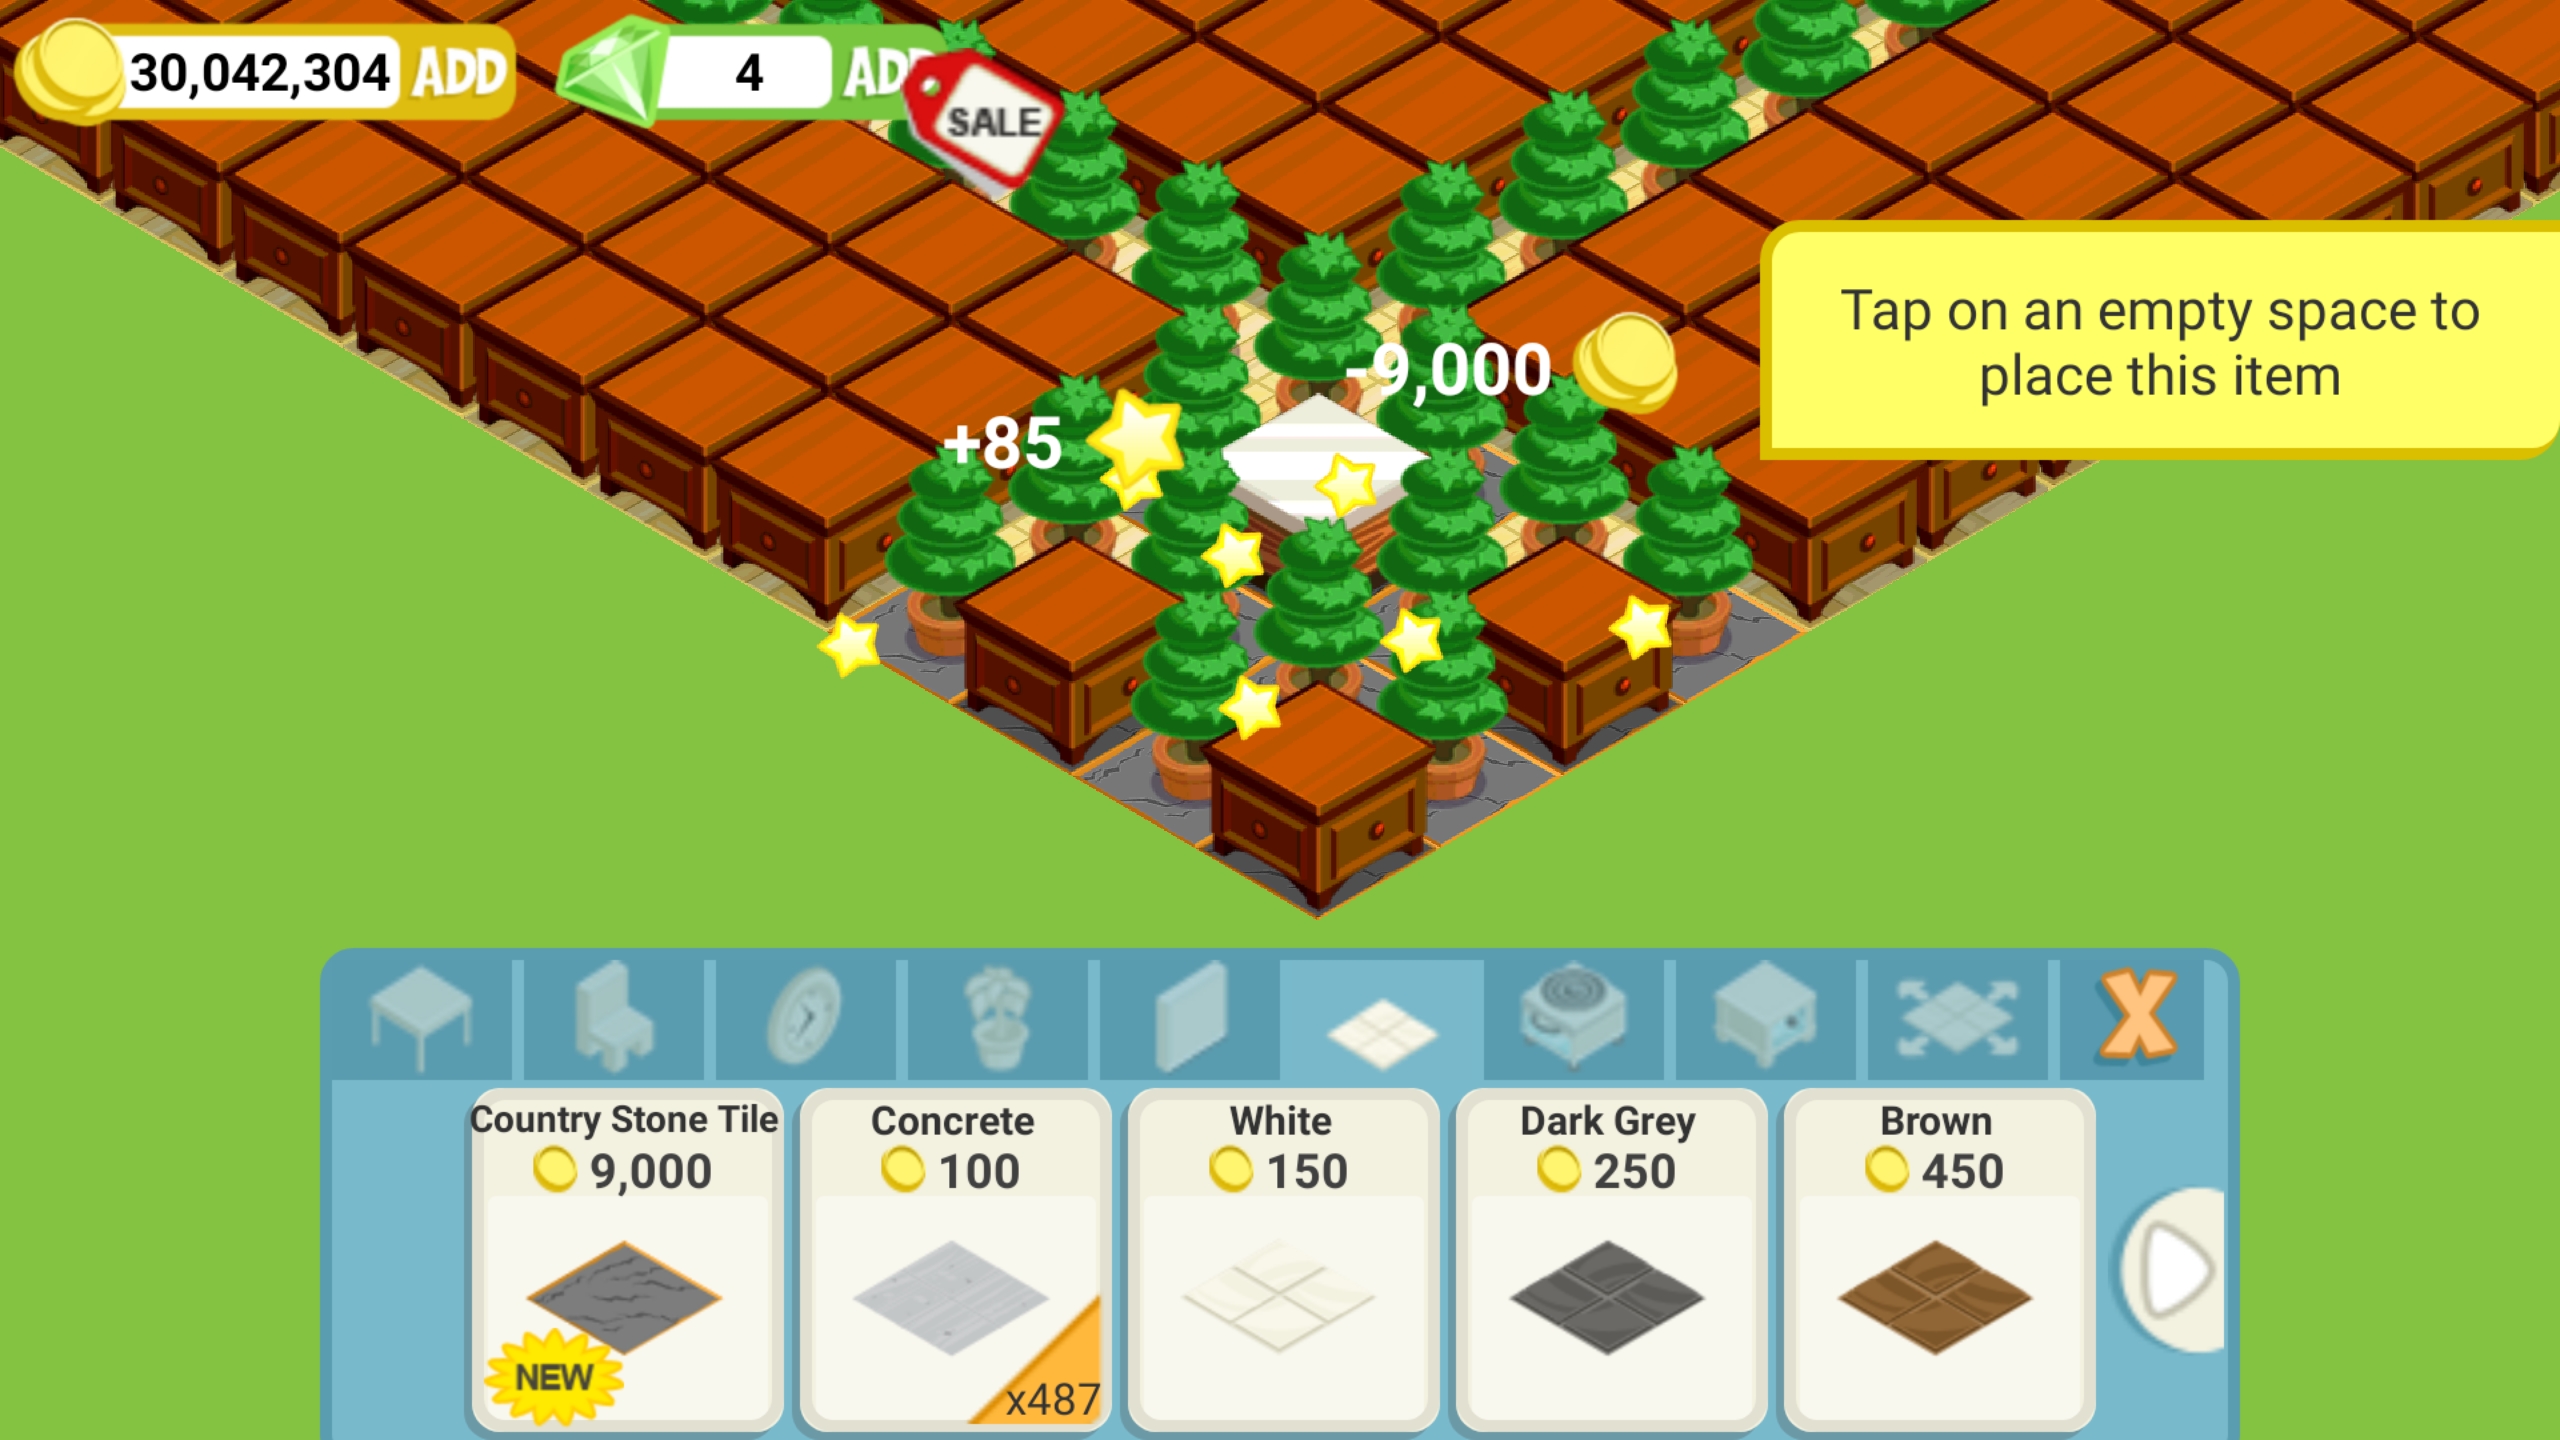 30,042,304 ADD
4 ADD
SALE
Tap on an empty space to
place this item
-9,000
+85
Country Stone Tile
9,000
NEW
Concrete
100
x487
White
150
Dark Grey
250
Brown
450
X